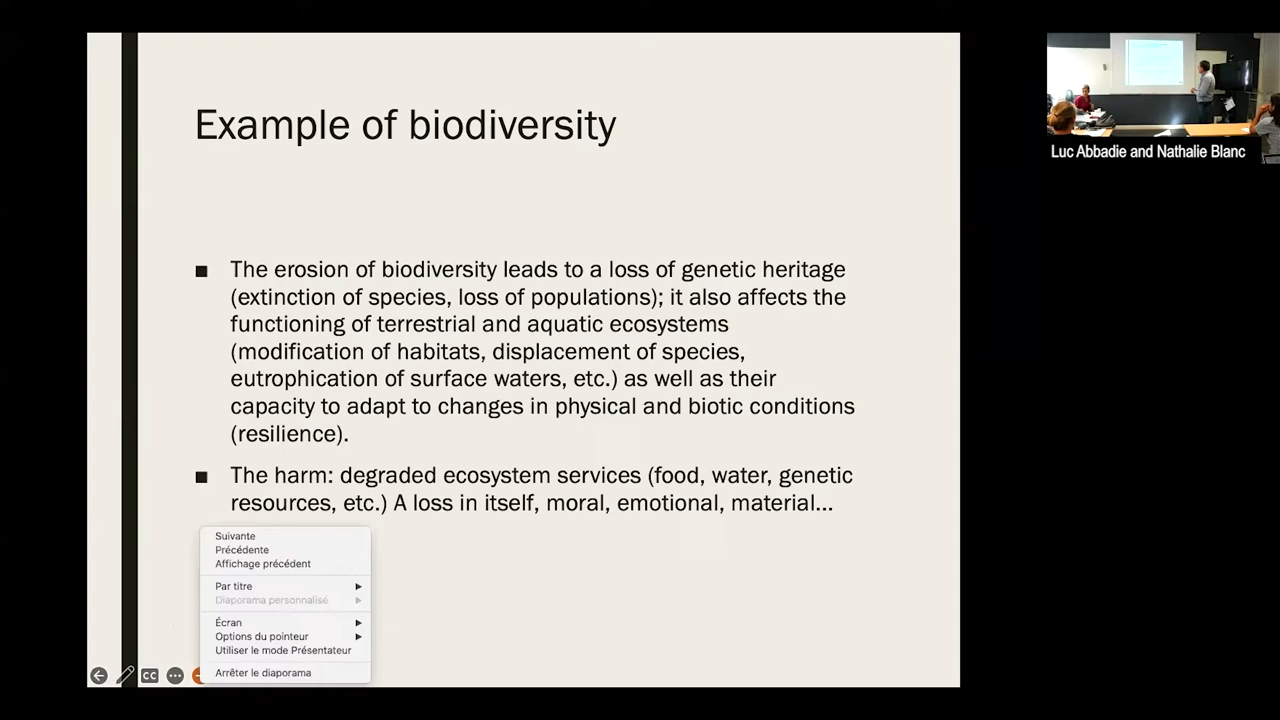 Example of biodiversity
Luc Abbadie and Nathalie Blanc
■ The erosion of biodiversity leads to a loss of genetic heritage
(extinction of species, loss of populations); it also affects the
functioning of terrestrial and aquatic ecosystems
(modification of habitats, displacement of species,
eutrophication of surface waters, etc.) as well as their
capacity to adapt to changes in physical and biotic conditions
(resilience).
■ The harm: degraded ecosystem services (food, water, genetic
resources, etc.) A loss in itself, moral, emotional, material...
Suivante
Précédente
Affichage précédent
Par titre
Diaporama personnalisé
Écran
Options du pointeur
Utiliser le mode Présentateur
Arrêter le diaporama
CC